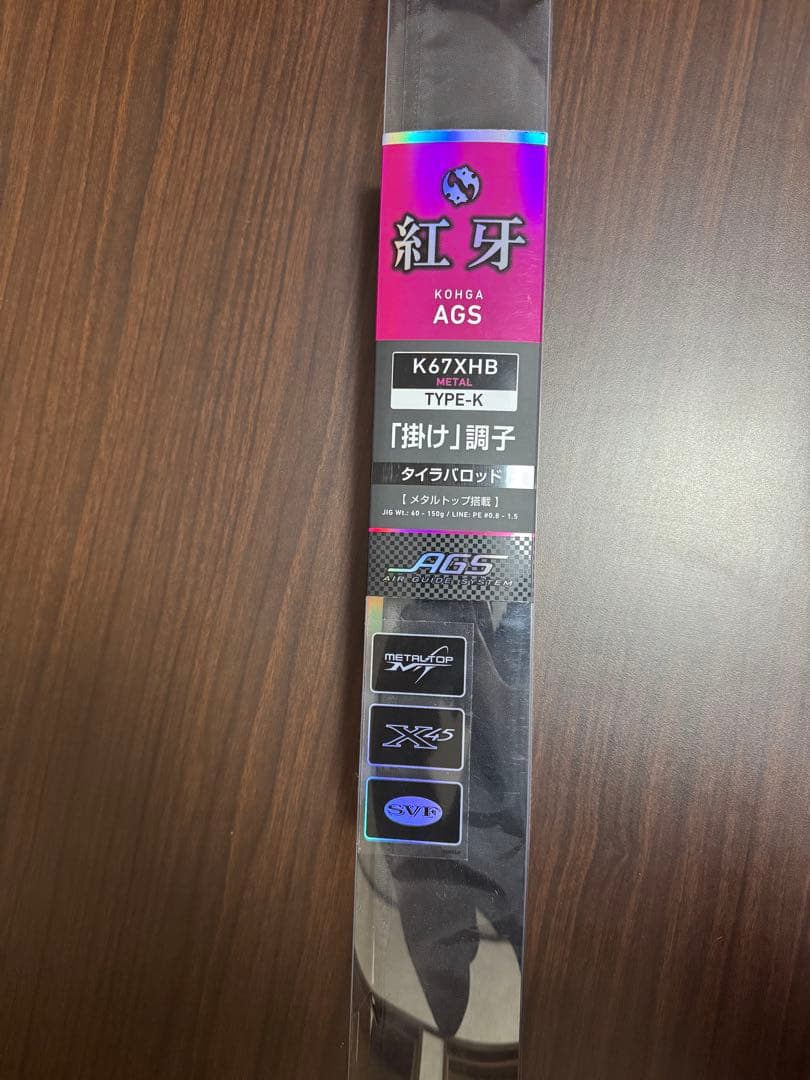 紅牙
KOHGA
AGS
K67XHB
METAL
TYPE-K
「掛け」調子
タイラバロッド
【メタルトップ搭載】
JIG Wt.: 60 - 150g / LINE: PE #0.8 - 1.5
AGS
AIR GUIDE SYSTEM
METALTOP
MT
X45
SVF